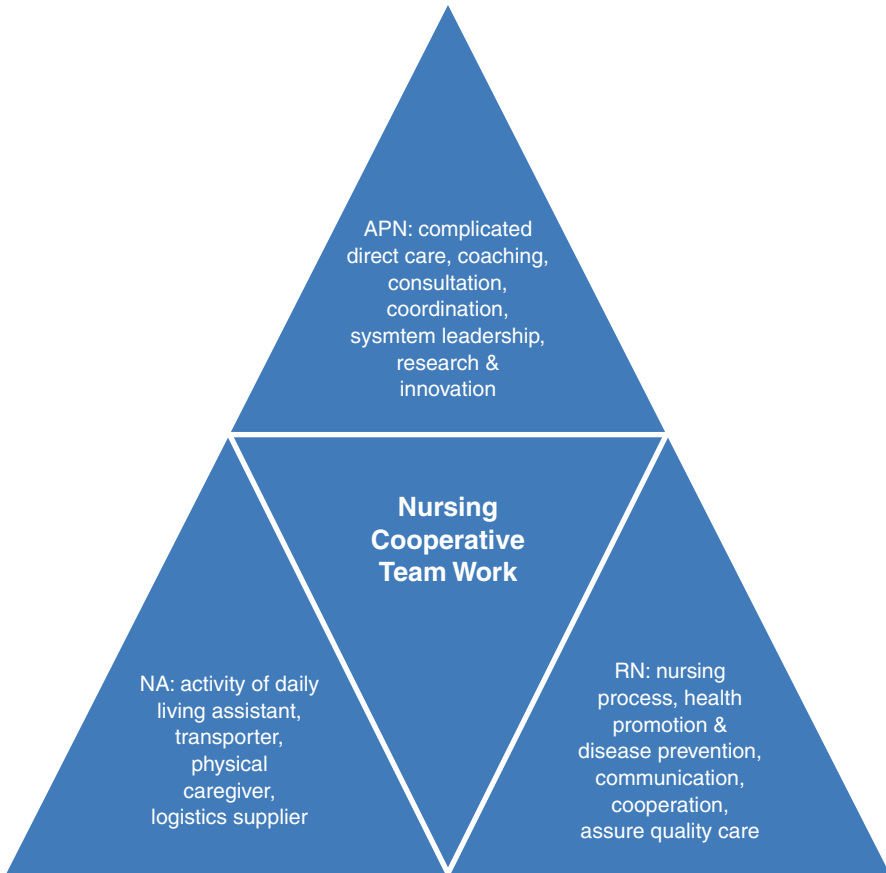 APN: complicated
direct care, coaching,
consultation,
coordination,
sysmtem leadership,
research &
innovation
Nursing
Cooperative
Team Work
NA: activity of daily
living assistant,
transporter,
physical
caregiver,
logistics supplier
RN: nursing
process, health
promotion &
disease prevention,
communication,
cooperation,
assure quality care